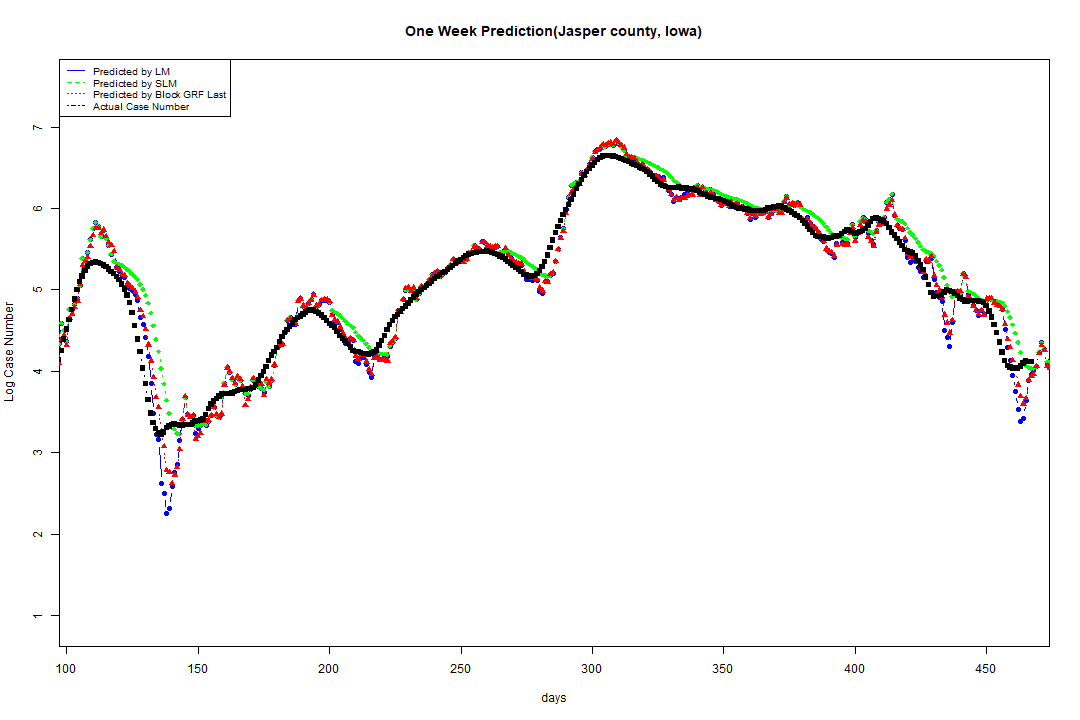 One Week Prediction(Jasper county, Iowa)
Predicted by LM
Predicted by SLM
Predicted by Block GRF Last
Actual Case Number
7
6
5
4
3
2
1
Log Case Number
100 150 200 250 300 350 400 450
days